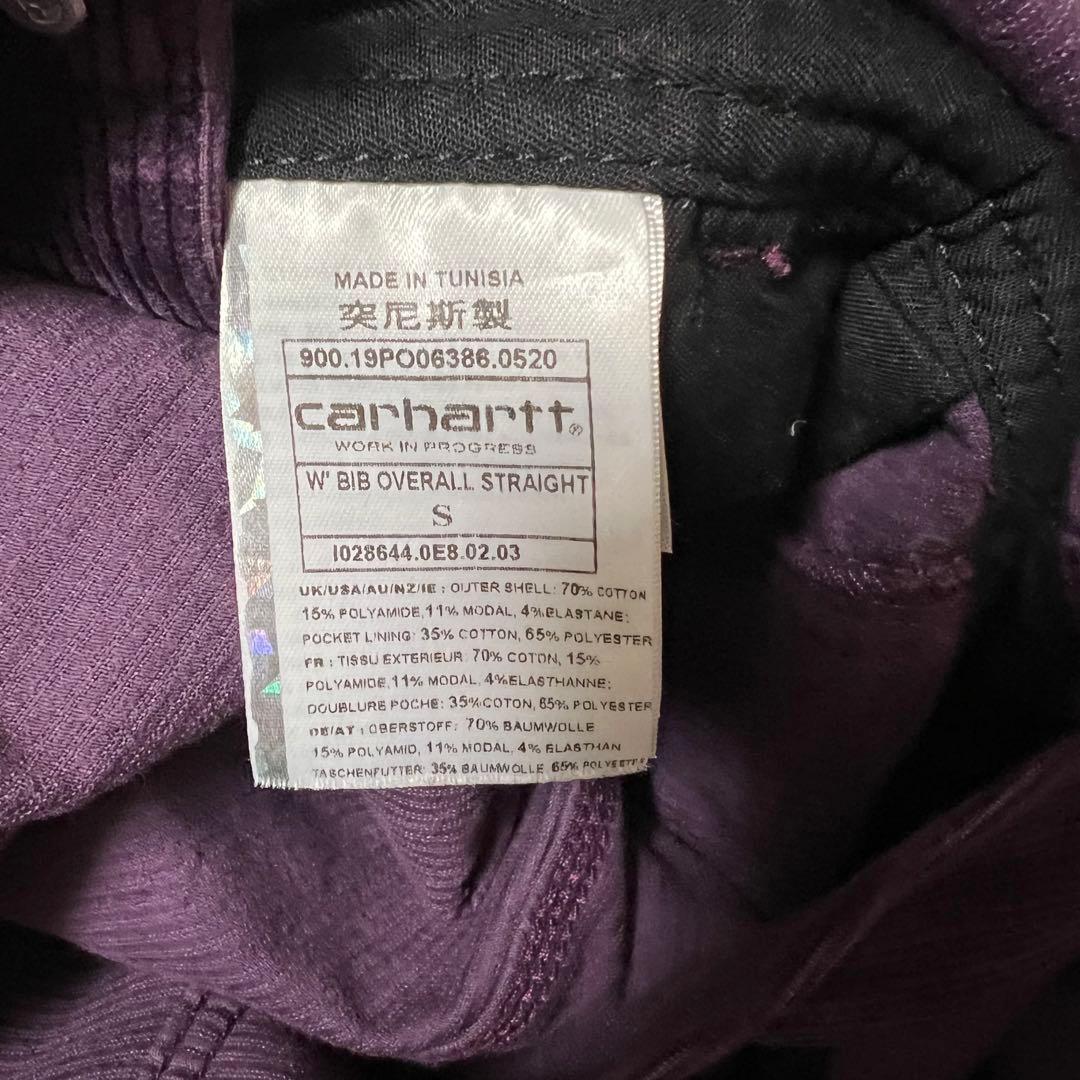 MADE IN TUNISIA
突尼斯製
900.19PO06386.0520
carhartt®
WORK IN PROGRESS
W' BIB OVERALL STRAIGHT
S
I028644.0E8.02.03
UK/USA/AU/NZ/IE : OUTER SHELL: 70% COTTON
15% POLYAMIDE, 11% MODAL, 4% ELASTANE;
POCKET LINING: 35% COTTON, 65% POLYESTER
FR : TISSU EXTERIEUR: 70% COTON, 15%
POLYAMIDE, 11% MODAL, 4% ELASTHANNE;
DOUBLURE POCHE: 35% COTON, 65% POLYESTER
DE/AT : OBERSTOFF: 70% BAUMWOLLE
15% POLYAMID, 11% MODAL, 4% ELASTHAN
TASCHENFUTTER: 35% BAUMWOLLE, 65% POLYESTER